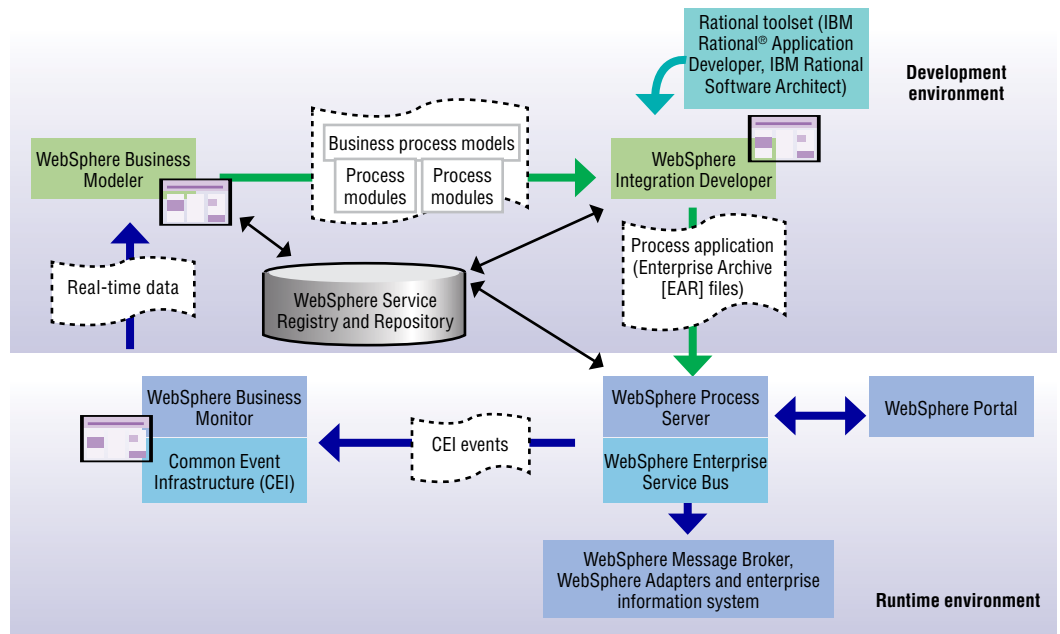 Rational toolset (IBM
Rational® Application
Developer, IBM Rational
Software Architect)
Development
environment
WebSphere Business
Modeler
Business process models
Process
modules
Process
modules
WebSphere
Integration Developer
Real-time data
WebSphere Service
Registry and Repository
Process application
(Enterprise Archive
[EAR] files)
WebSphere Business
Monitor
Common Event
Infrastructure (CEI)
CEI events
WebSphere Process
Server
WebSphere Enterprise
Service Bus
WebSphere Portal
WebSphere Message Broker,
WebSphere Adapters and enterprise
information system
Runtime environment